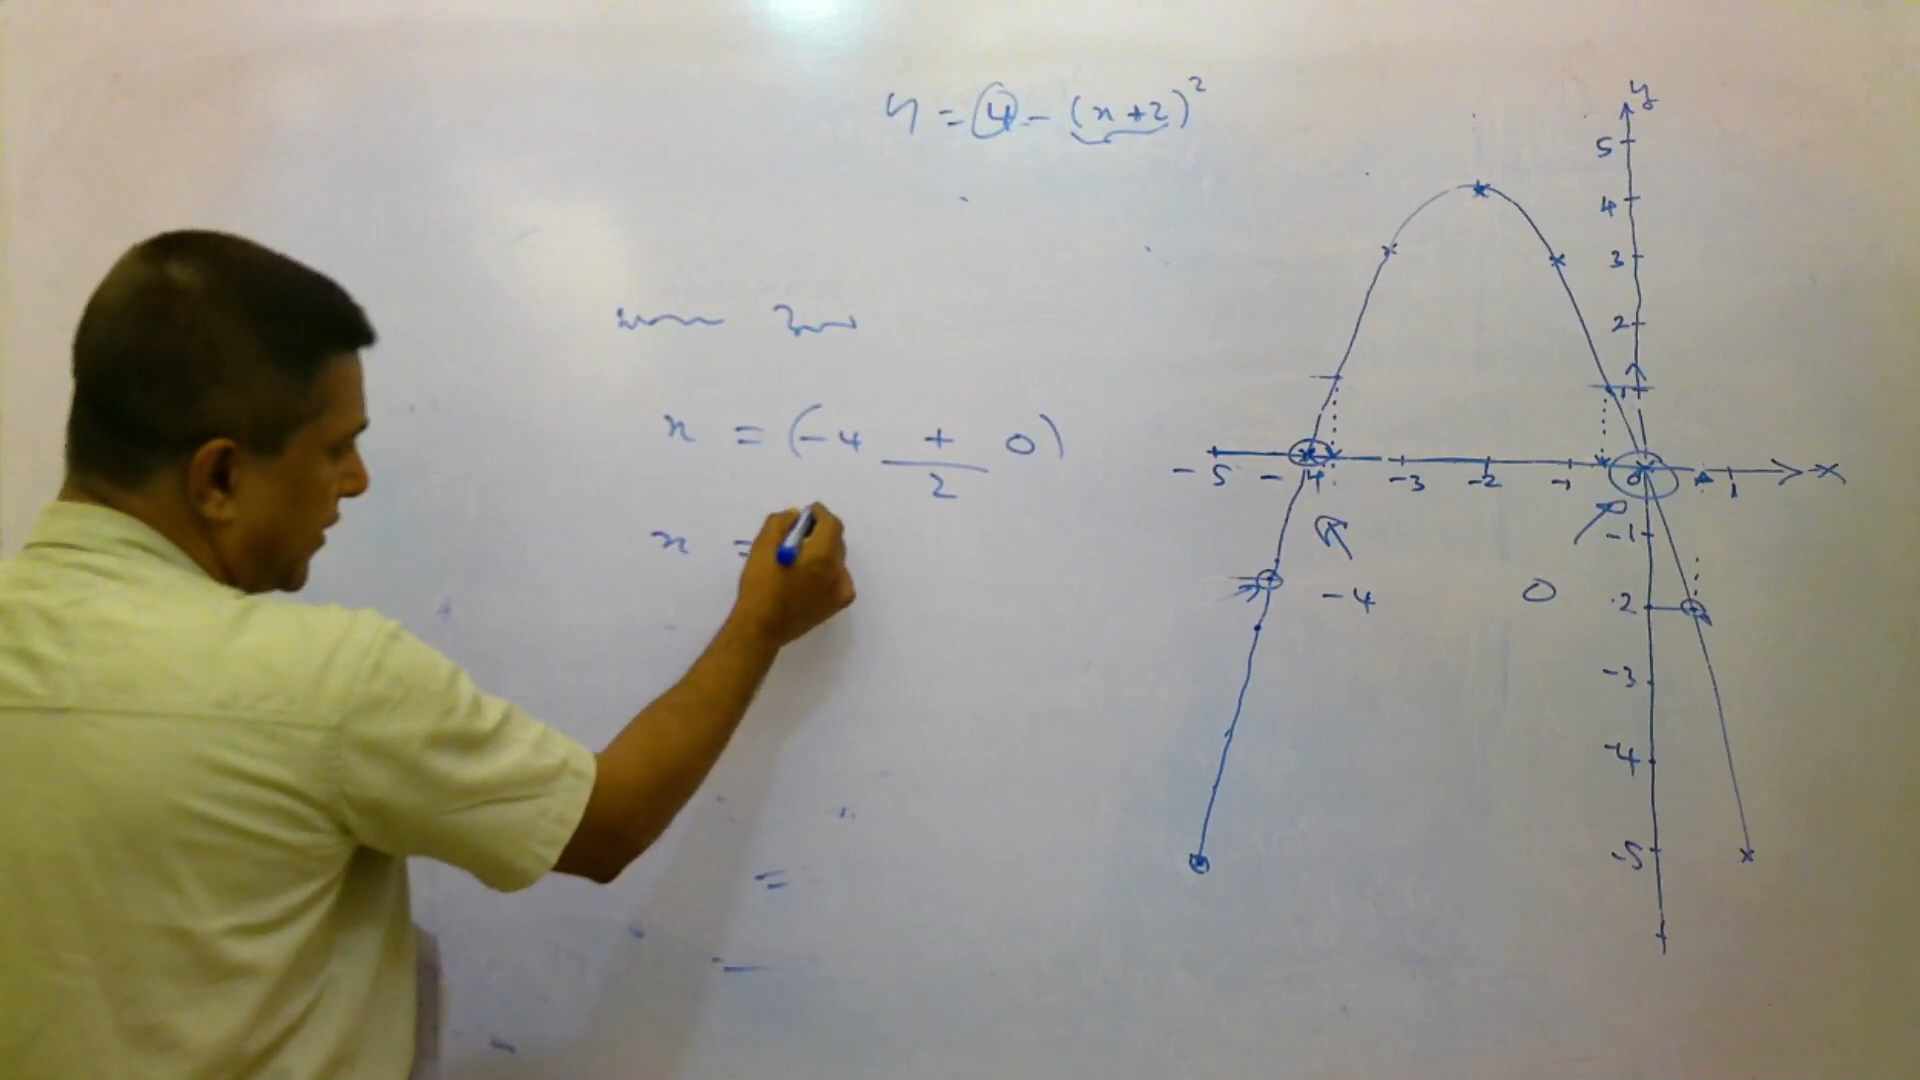 y = 4 - (x+2)²
x = (-4 + 0)
2
x =
=
y
5
4
3
2
1
-5 -4 -3 -2 -1 0 1 x
-1
-4 0
-2
-3
-4
-5